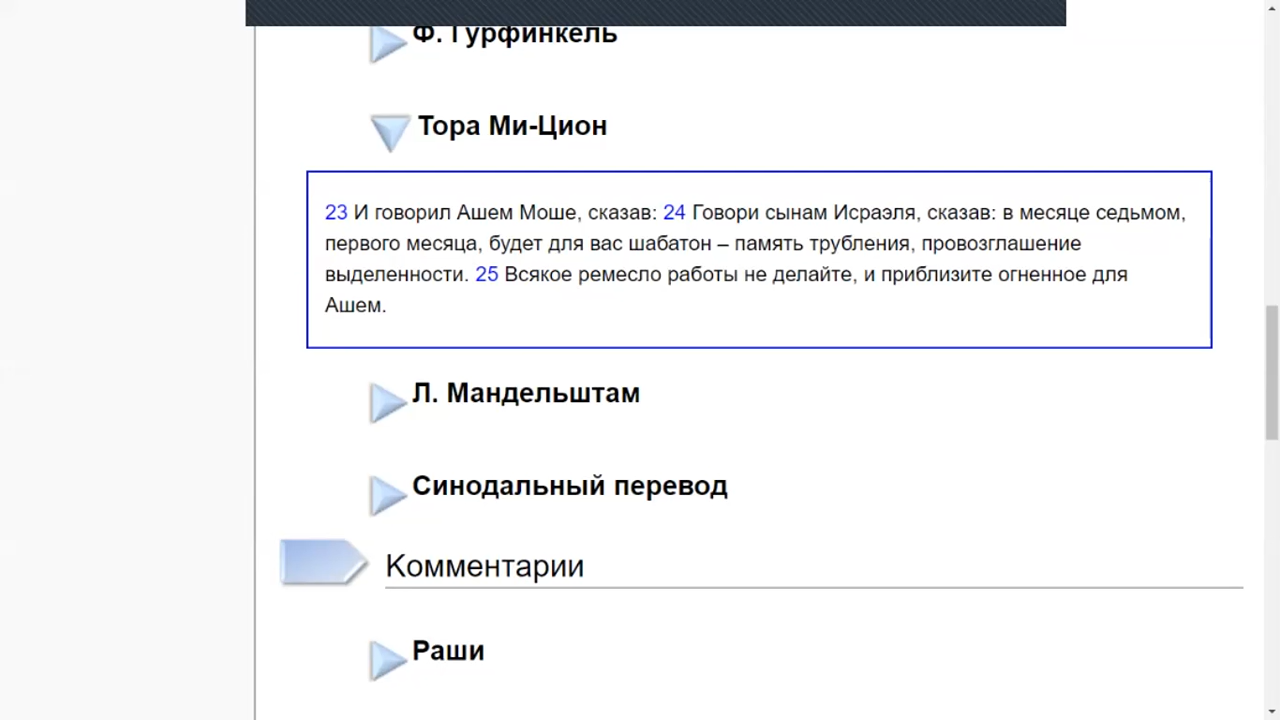 Ф. Гурфинкель
Тора Ми-Цион
23 И говорил Ашем Моше, сказав: 24 Говори сынам Исраэля, сказав: в месяце седьмом,
первого месяца, будет для вас шабатон – память трубления, провозглашение
выделенности. 25 Всякое ремесло работы не делайте, и приблизите огненное для
Ашем.
Л. Мандельштам
Синодальный перевод
Комментарии
Раши